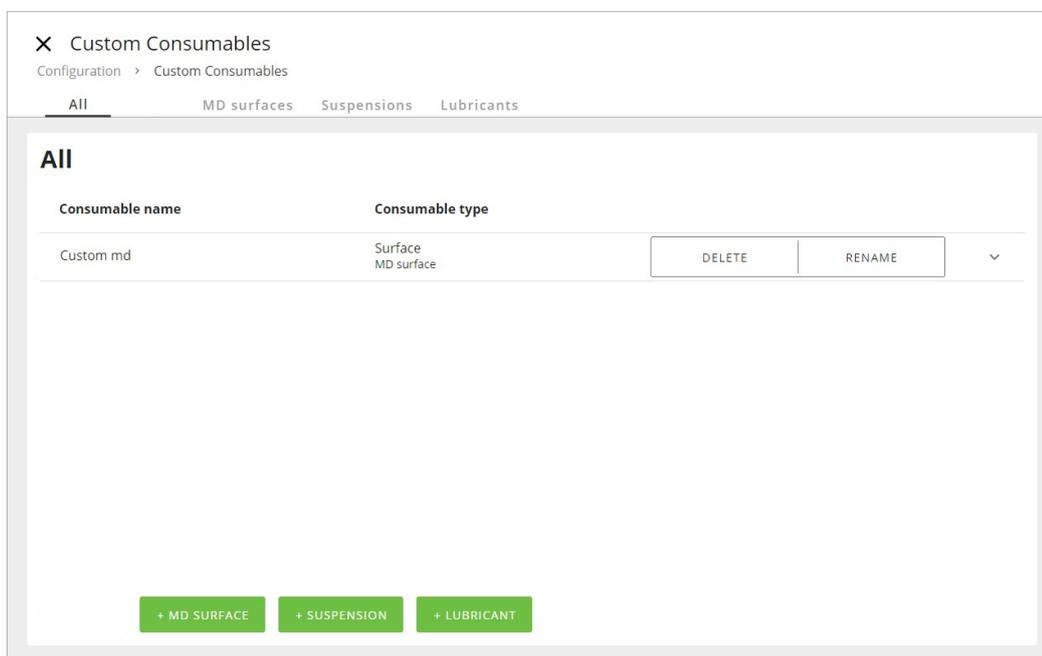 Custom Consumables
Configuration > Custom Consumables
All MD surfaces Suspensions Lubricants
All
Consumable name Consumable type
Custom md Surface DELETE RENAME
MD surface
+ MD SURFACE + SUSPENSION + LUBRICANT